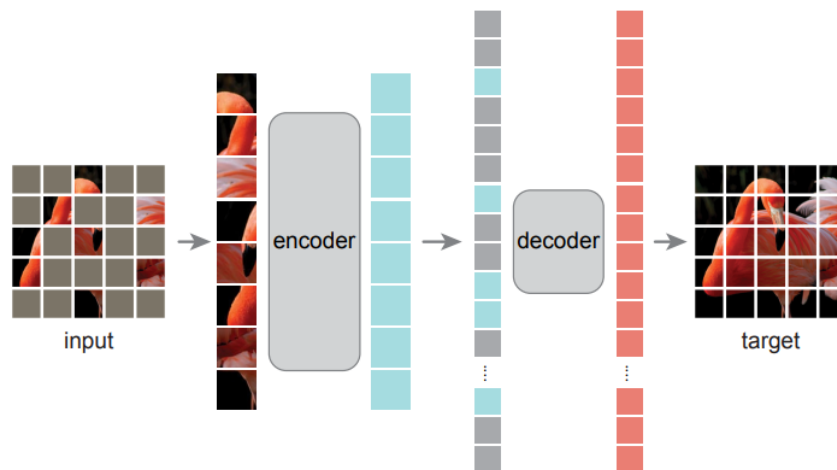 encoder
decoder
input
target